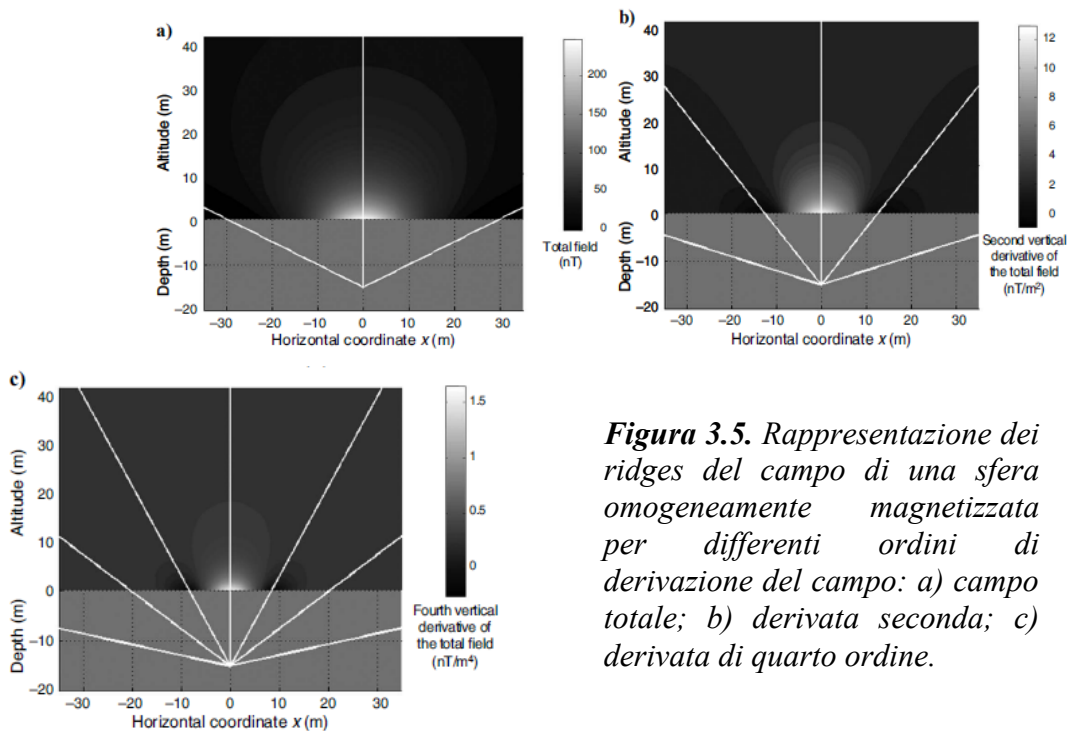 a)
Altitude (m)
40
30
20
10
0
Depth (m)
−10
−20
−30
−20
−10
0
10
20
30
Horizontal coordinate x (m)
200
150
100
50
0
Total field
(nT)
b)
Altitude (m)
40
30
20
10
0
Depth (m)
−10
−20
−30
−20
−10
0
10
20
30
Horizontal coordinate x (m)
12
10
8
6
4
2
0
Second vertical
derivative of
the total field
(nT/m²)
c)
Altitude (m)
40
30
20
10
0
Depth (m)
−10
−20
−30
−20
−10
0
10
20
30
Horizontal coordinate x (m)
1.5
1
0.5
0
Fourth vertical
derivative of
the total field
(nT/m⁴)
Figura 3.5. Rappresentazione dei
ridges del campo di una sfera
omogeneamente magnetizzata
per differenti ordini di
derivazione del campo: a) campo
totale; b) derivata seconda; c)
derivata di quarto ordine.